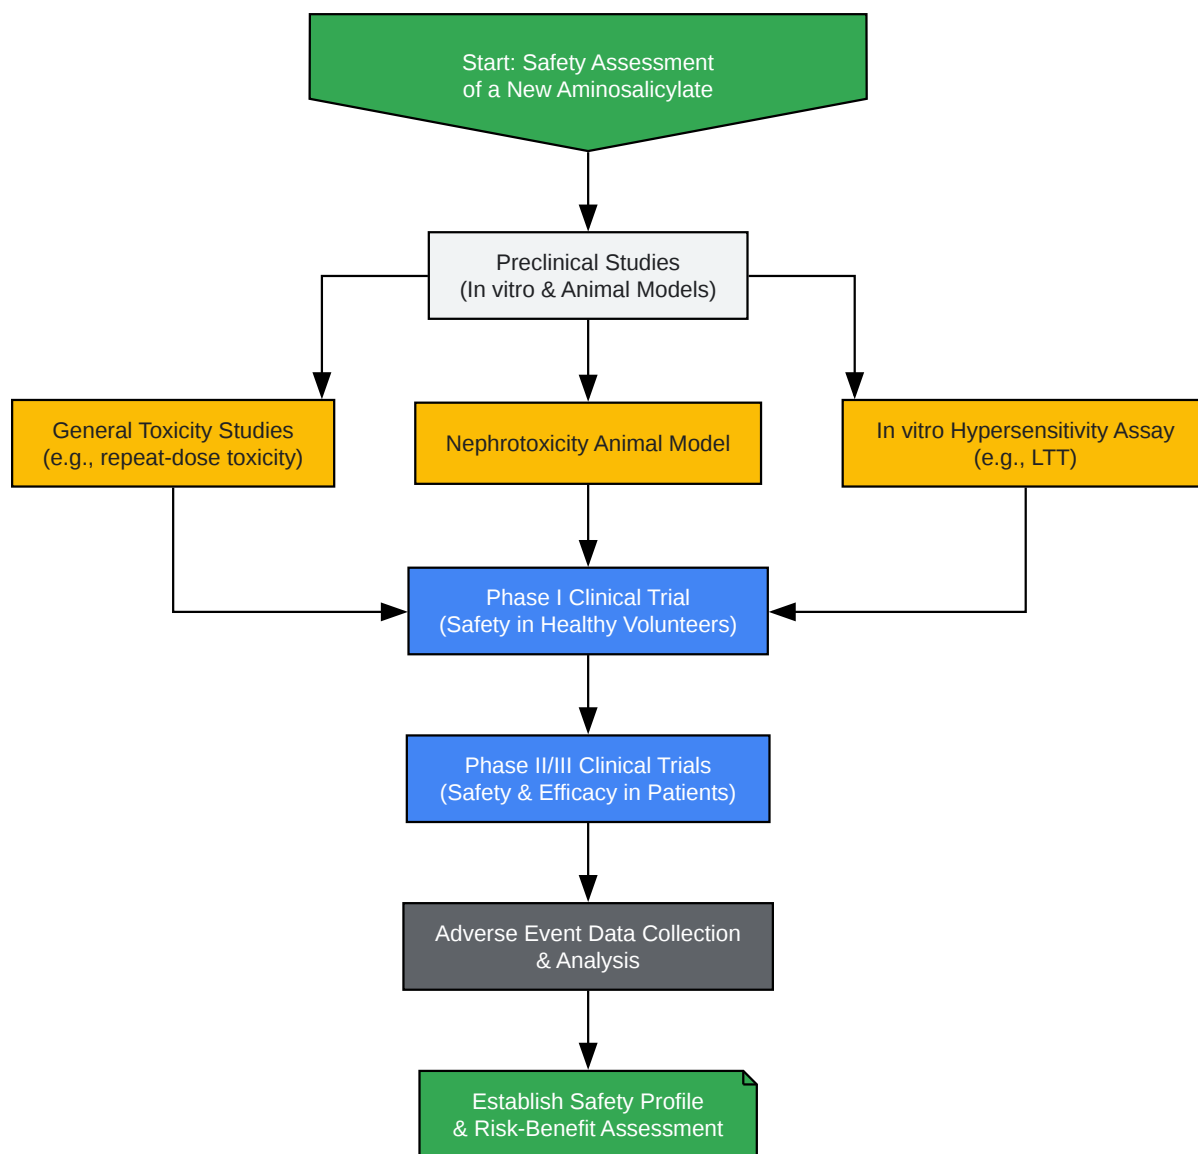 Start: Safety Assessment
of a New Aminosalicylate
Preclinical Studies
(In vitro & Animal Models)
General Toxicity Studies
(e.g., repeat-dose toxicity)
Nephrotoxicity Animal Model
In vitro Hypersensitivity Assay
(e.g., LTT)
Phase I Clinical Trial
(Safety in Healthy Volunteers)
Phase II/III Clinical Trials
(Safety & Efficacy in Patients)
Adverse Event Data Collection
& Analysis
Establish Safety Profile
& Risk-Benefit Assessment